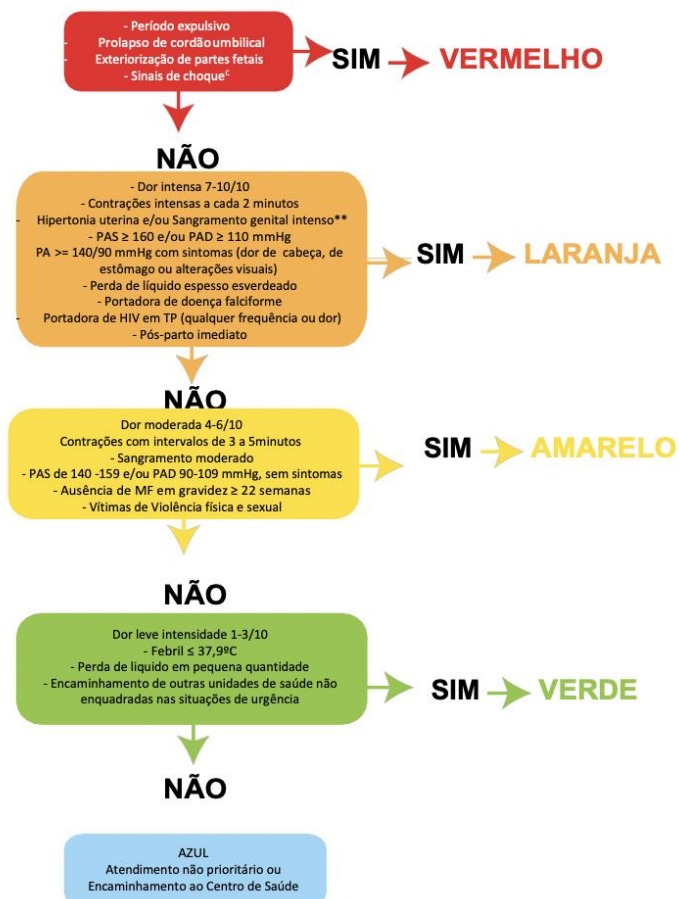 - Período expulsivo
- Prolapso de cordão umbilical
- Exteriorização de partes fetais
- Sinais de choqueᶜ
SIM
VERMELHO
NÃO
- Dor intensa 7-10/10
- Contrações intensas a cada 2 minutos
- Hipertonia uterina e/ou Sangramento genital intenso**
- PAS ≥ 160 e/ou PAD ≥ 110 mmHg
PA >= 140/90 mmHg com sintomas (dor de cabeça, de
estômago ou alterações visuais)
- Perda de líquido espesso esverdeado
- Portadora de doença falciforme
- Portadora de HIV em TP (qualquer frequência ou dor)
- Pós-parto imediato
SIM
LARANJA
NÃO
Dor moderada 4-6/10
Contrações com intervalos de 3 a 5minutos
- Sangramento moderado
- PAS de 140 -159 e/ou PAD 90-109 mmHg, sem sintomas
- Ausência de MF em gravidez ≥ 22 semanas
- Vítimas de Violência física e sexual
SIM
AMARELO
NÃO
Dor leve intensidade 1-3/10
- Febril ≤ 37,9ºC
- Perda de liquido em pequena quantidade
- Encaminhamento de outras unidades de saúde não
enquadradas nas situações de urgência
SIM
VERDE
NÃO
AZUL
Atendimento não prioritário ou
Encaminhamento ao Centro de Saúde